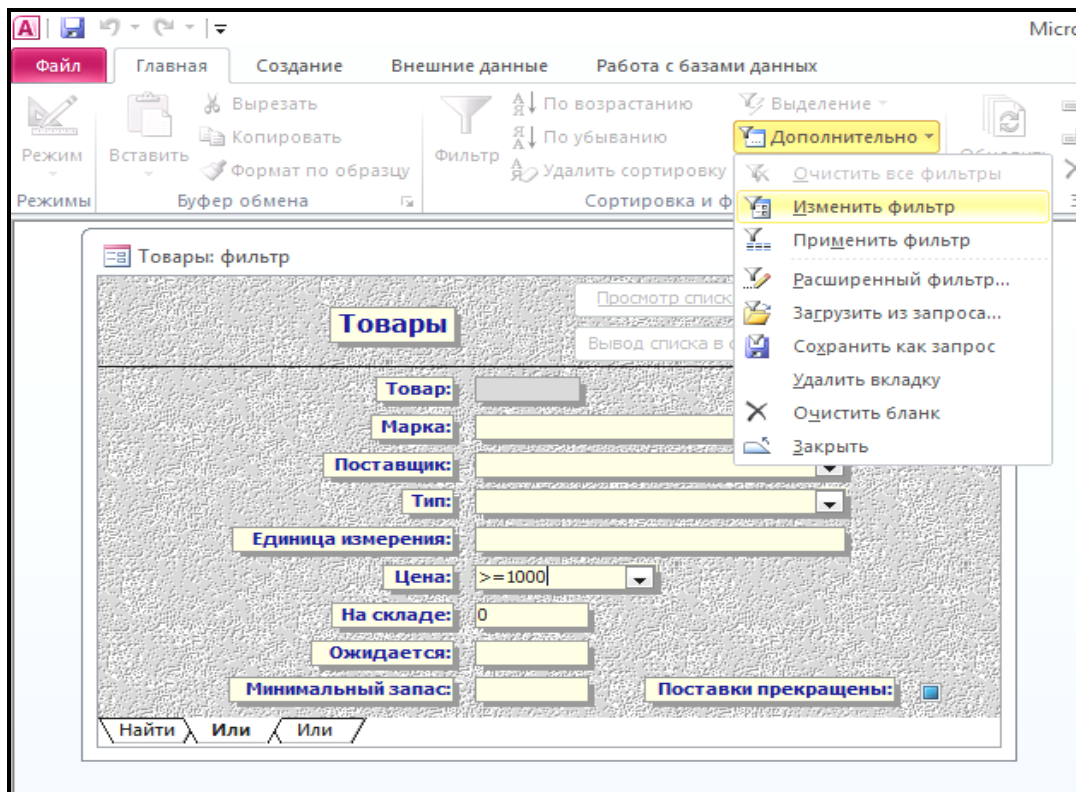 A Micro
Файл Главная Создание Внешние данные Работа с базами данных
Вырезать По возрастанию Выделение
Копировать По убыванию Дополнительно
Режим Вставить Фильтр
Формат по образцу Удалить сортировку
Режимы Буфер обмена Сортировка и ф
Очистить все фильтры
Изменить фильтр
Применить фильтр
Расширенный фильтр...
Загрузить из запроса...
Сохранить как запрос
Удалить вкладку
Очистить бланк
Закрыть
Товары: фильтр
Просмотр списк
Товары
Вывод списка в
Товар:
Марка:
Поставщик:
Тип:
Единица измерения:
Цена: >=1000
На складе: 0
Ожидается:
Минимальный запас: Поставки прекращены:
Найти Или Или